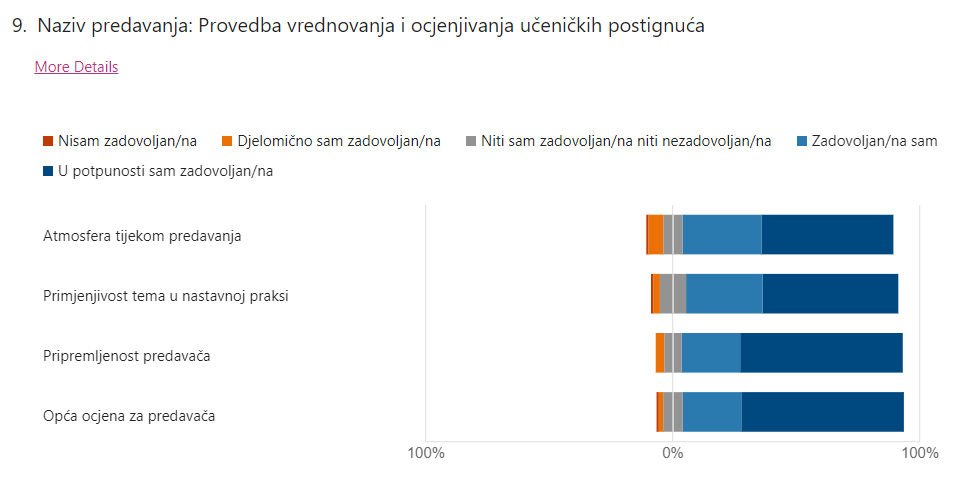 9. Naziv predavanja: Provedba vrednovanja i ocjenjivanja učeničkih postignuća
More Details
Nisam zadovoljan/na Djelomično sam zadovoljan/na Niti sam zadovoljan/na niti nezadovoljan/na Zadovoljan/na sam
U potpunosti sam zadovoljan/na
Atmosfera tijekom predavanja
Primjenjivost tema u nastavnoj praksi
Pripremljenost predavača
Opća ocjena za predavača
100% 0% 100%